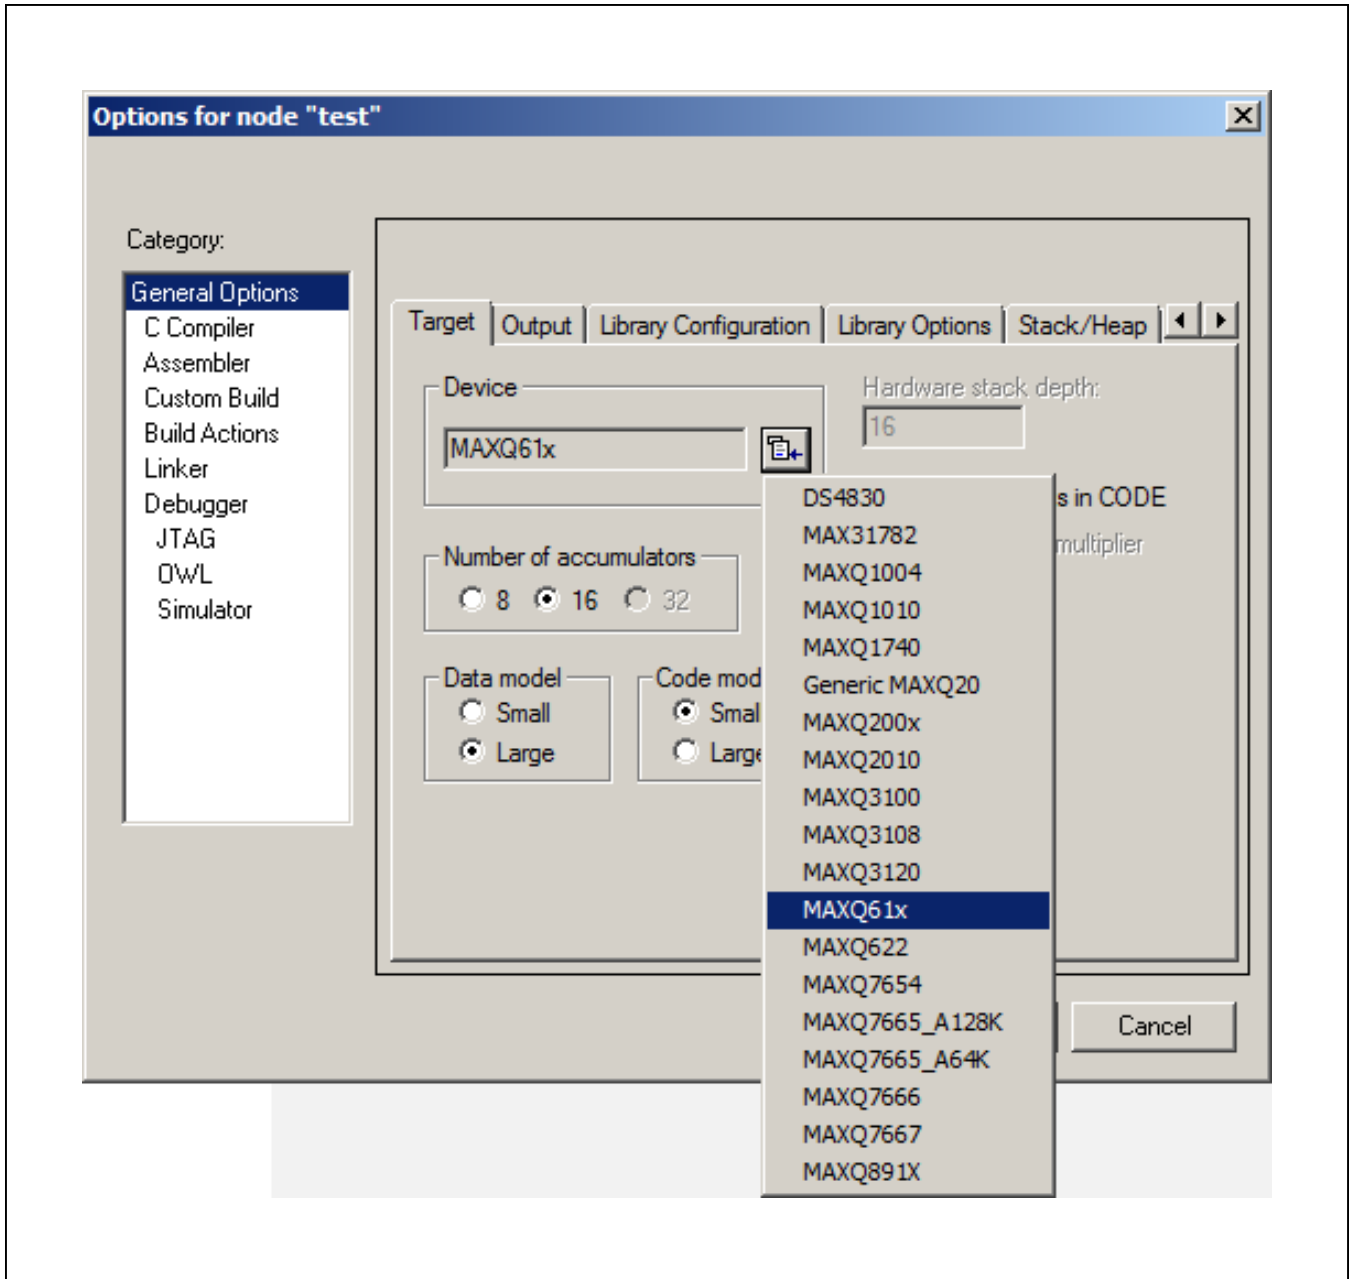 Options for node "test"
Category:
General Options
C Compiler
Assembler
Custom Build
Build Actions
Linker
Debugger
JTAG
OWL
Simulator
Target
Output
Library Configuration
Library Options
Stack/Heap
Device
MAXQ61x
Hardware stack depth:
16
s in CODE
multiplier
Number of accumulators
8 16 32
Data model
Small
Large
Code mod
Smal
Large
DS4830
MAX31782
MAXQ1004
MAXQ1010
MAXQ1740
Generic MAXQ20
MAXQ200x
MAXQ2010
MAXQ3100
MAXQ3108
MAXQ3120
MAXQ61x
MAXQ622
MAXQ7654
MAXQ7665_A128K
MAXQ7665_A64K
MAXQ7666
MAXQ7667
MAXQ891X
Cancel